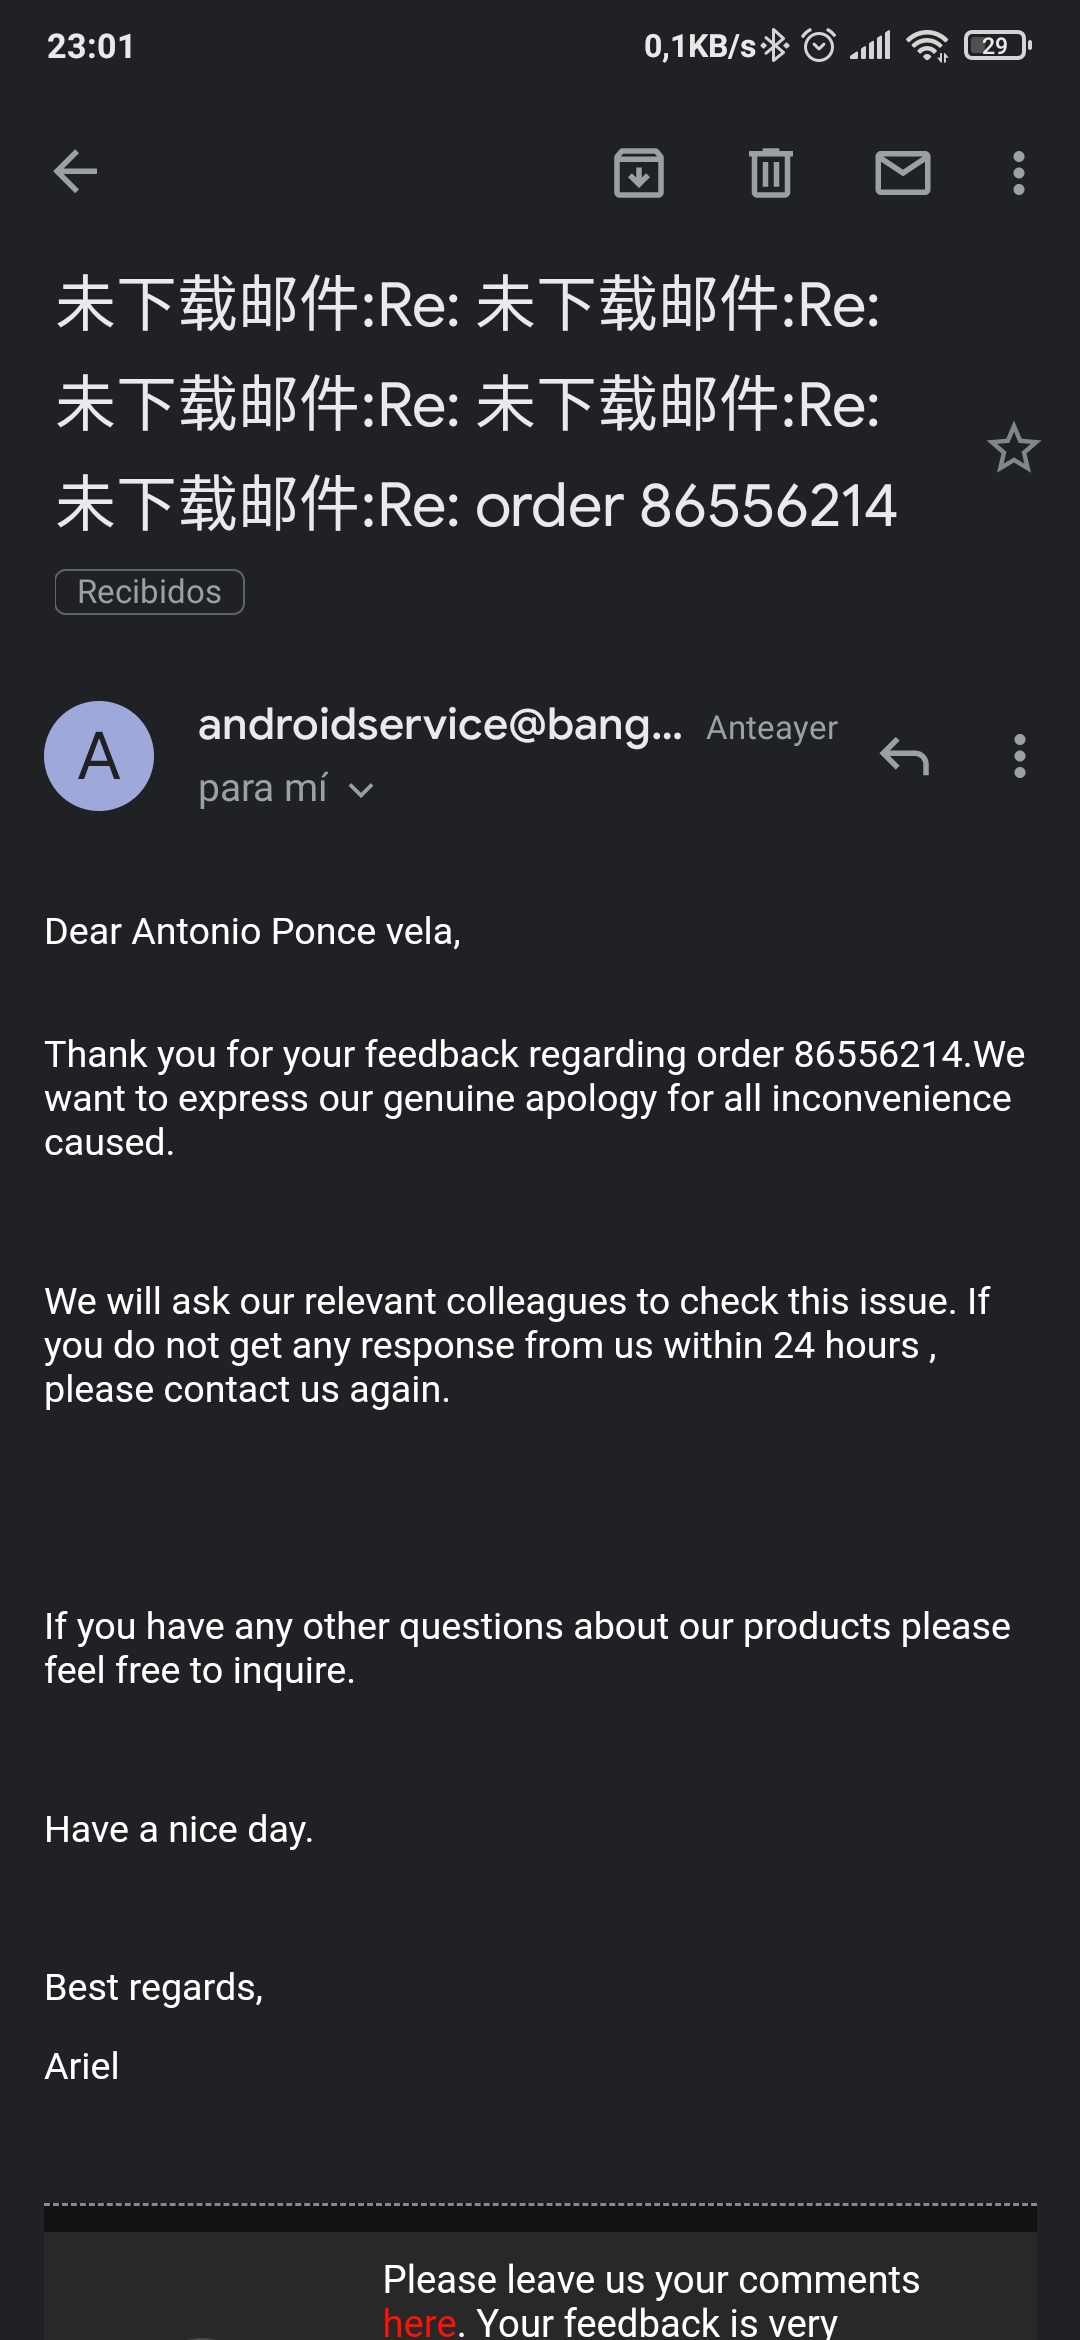 23:01
0,1KB/s
29
未下载邮件:Re: 未下载邮件:Re:
未下载邮件:Re: 未下载邮件:Re:
未下载邮件:Re: order 86556214
Recibidos
A
androidservice@bang... Anteayer
para mí
Dear Antonio Ponce vela,
Thank you for your feedback regarding order 86556214.We
want to express our genuine apology for all inconvenience
caused.
We will ask our relevant colleagues to check this issue. If
you do not get any response from us within 24 hours ,
please contact us again.
If you have any other questions about our products please
feel free to inquire.
Have a nice day.
Best regards,
Ariel
Please leave us your comments
here. Your feedback is very